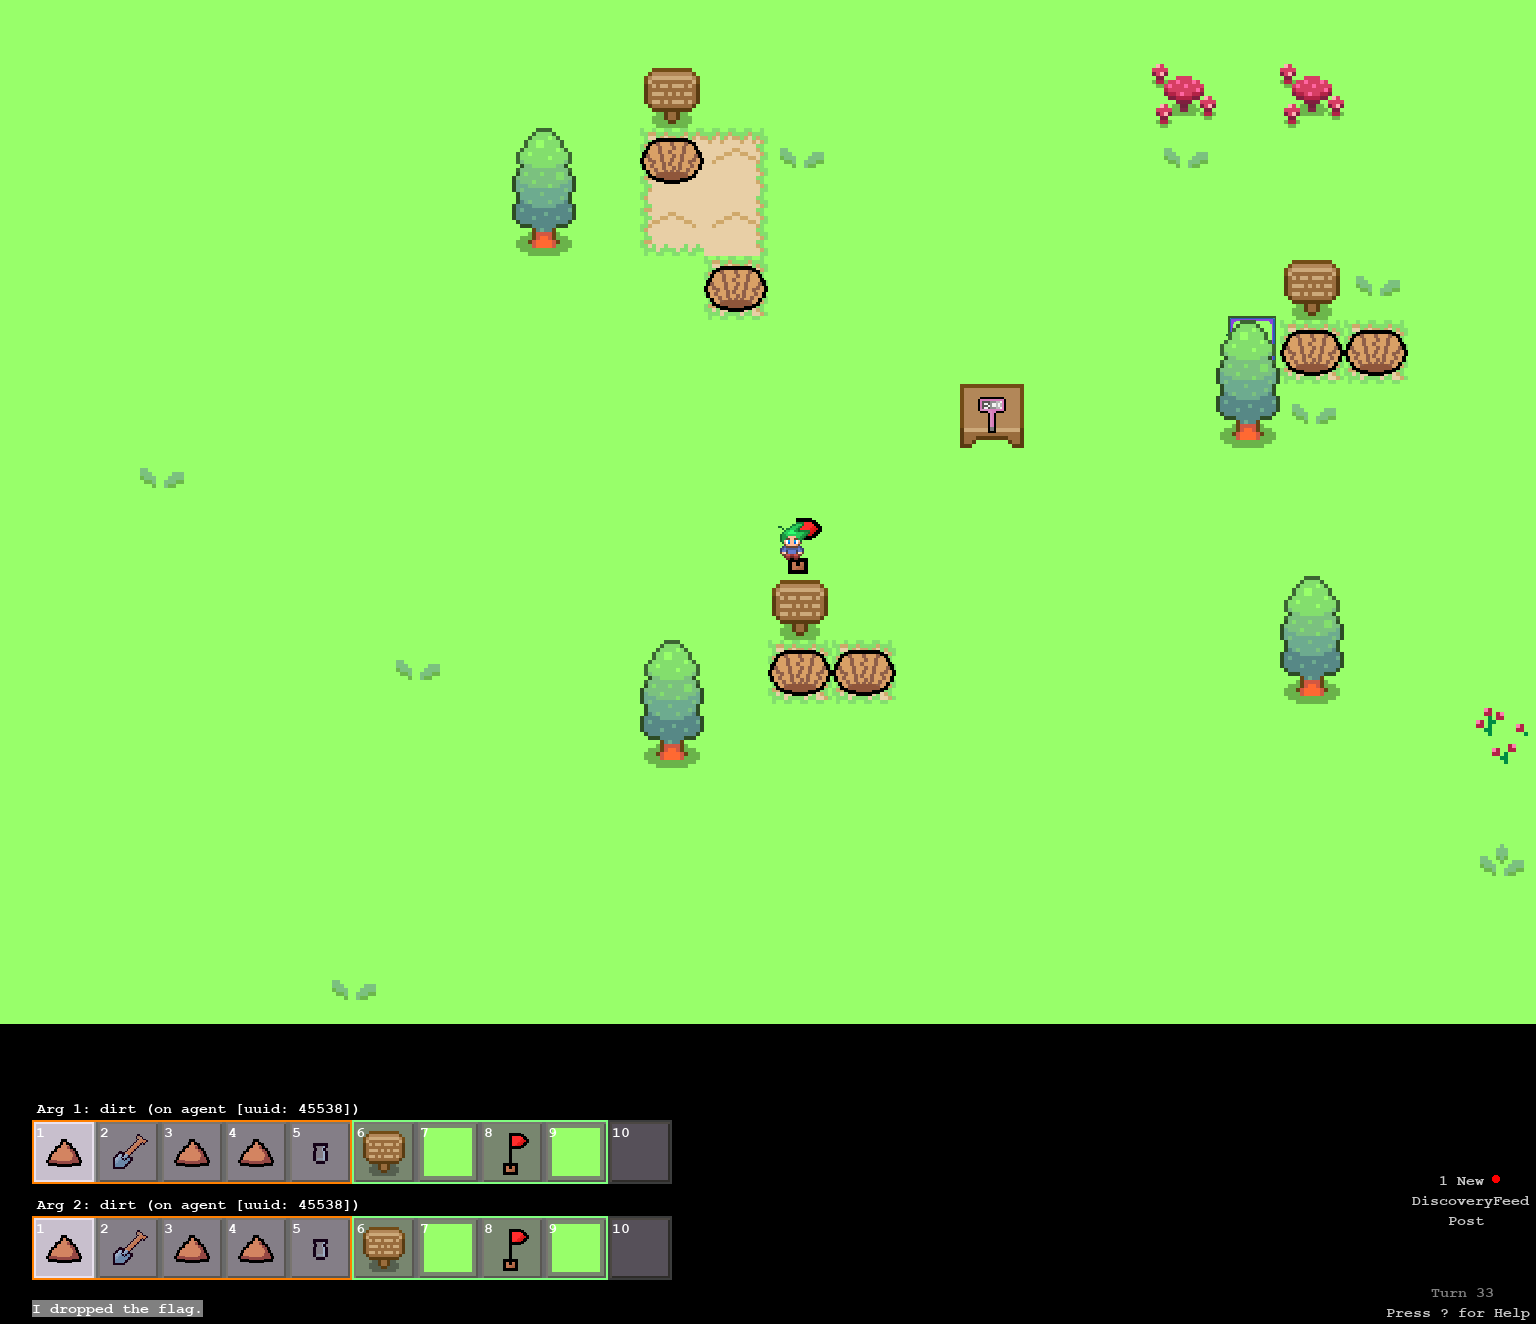 Arg 1: dirt (on agent [uuid: 45538])
1 2 3 4 5 6 7 8 9 10
Arg 2: dirt (on agent [uuid: 45538])
1 2 3 4 5 6 7 8 9 10
I dropped the flag.
1 New
DiscoveryFeed
Post
Turn 33
Press ? for Help